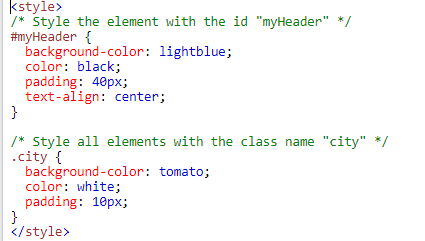 <style>
/* Style the element with the id "myHeader" */
#myHeader {
  background-color: lightblue;
  color: black;
  padding: 40px;
  text-align: center;
}

/* Style all elements with the class name "city" */
.city {
  background-color: tomato;
  color: white;
  padding: 10px;
}
</style>